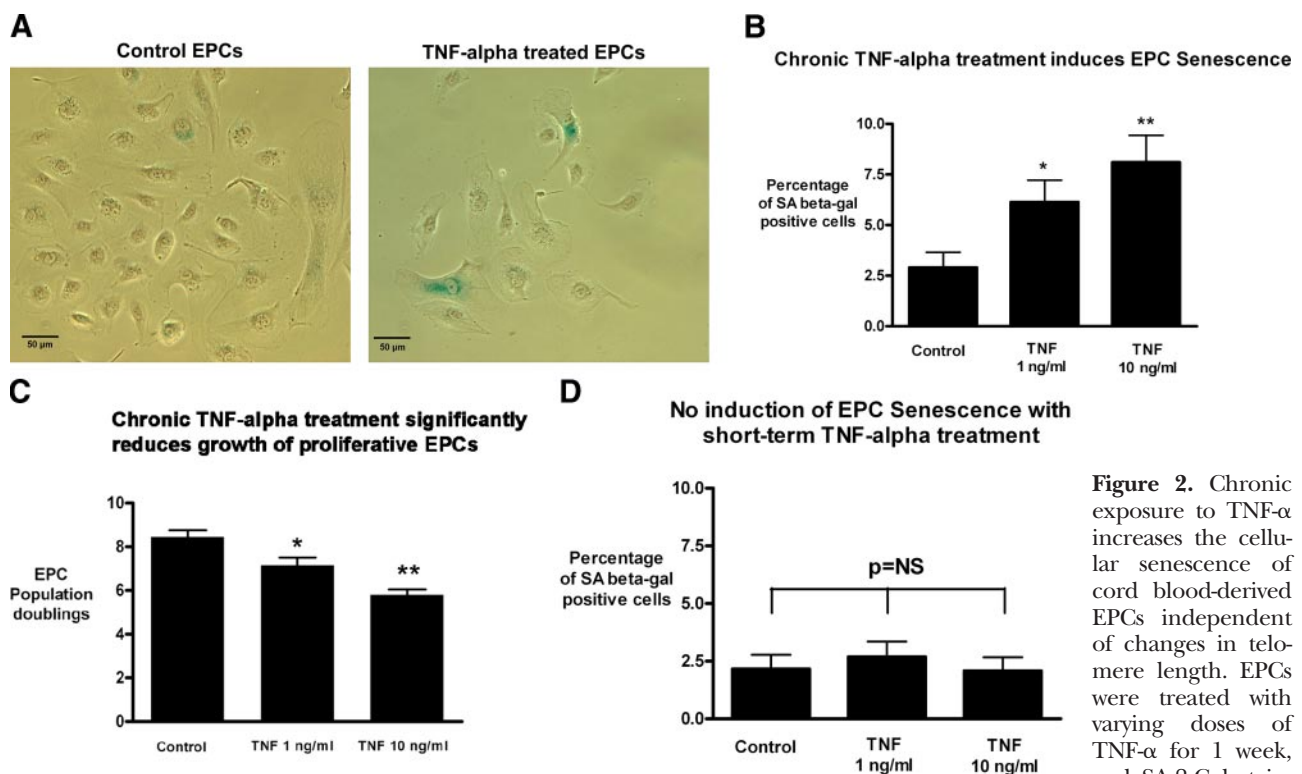 A
Control EPCs
TNF-alpha treated EPCs
50 µm
50 µm
B
Chronic TNF-alpha treatment induces EPC Senescence
Percentage
of SA beta-gal
positive cells
10.0
7.5
5.0
2.5
0.0
*
**
Control
TNF
1 ng/ml
TNF
10 ng/ml
C
Chronic TNF-alpha treatment significantly
reduces growth of proliferative EPCs
EPC
Population
doublings
10
8
6
4
2
0
*
**
Control
TNF 1 ng/ml
TNF 10 ng/ml
D
No induction of EPC Senescence with
short-term TNF-alpha treatment
Percentage
of SA beta-gal
positive cells
10.0
7.5
5.0
2.5
0.0
p=NS
Control
TNF
1 ng/ml
TNF
10 ng/ml
Figure 2. Chronic
exposure to TNF-α
increases the cellu-
lar senescence of
cord blood-derived
EPCs independent
of changes in telo-
mere length. EPCs
were treated with
varying doses of
TNF-α for 1 week,